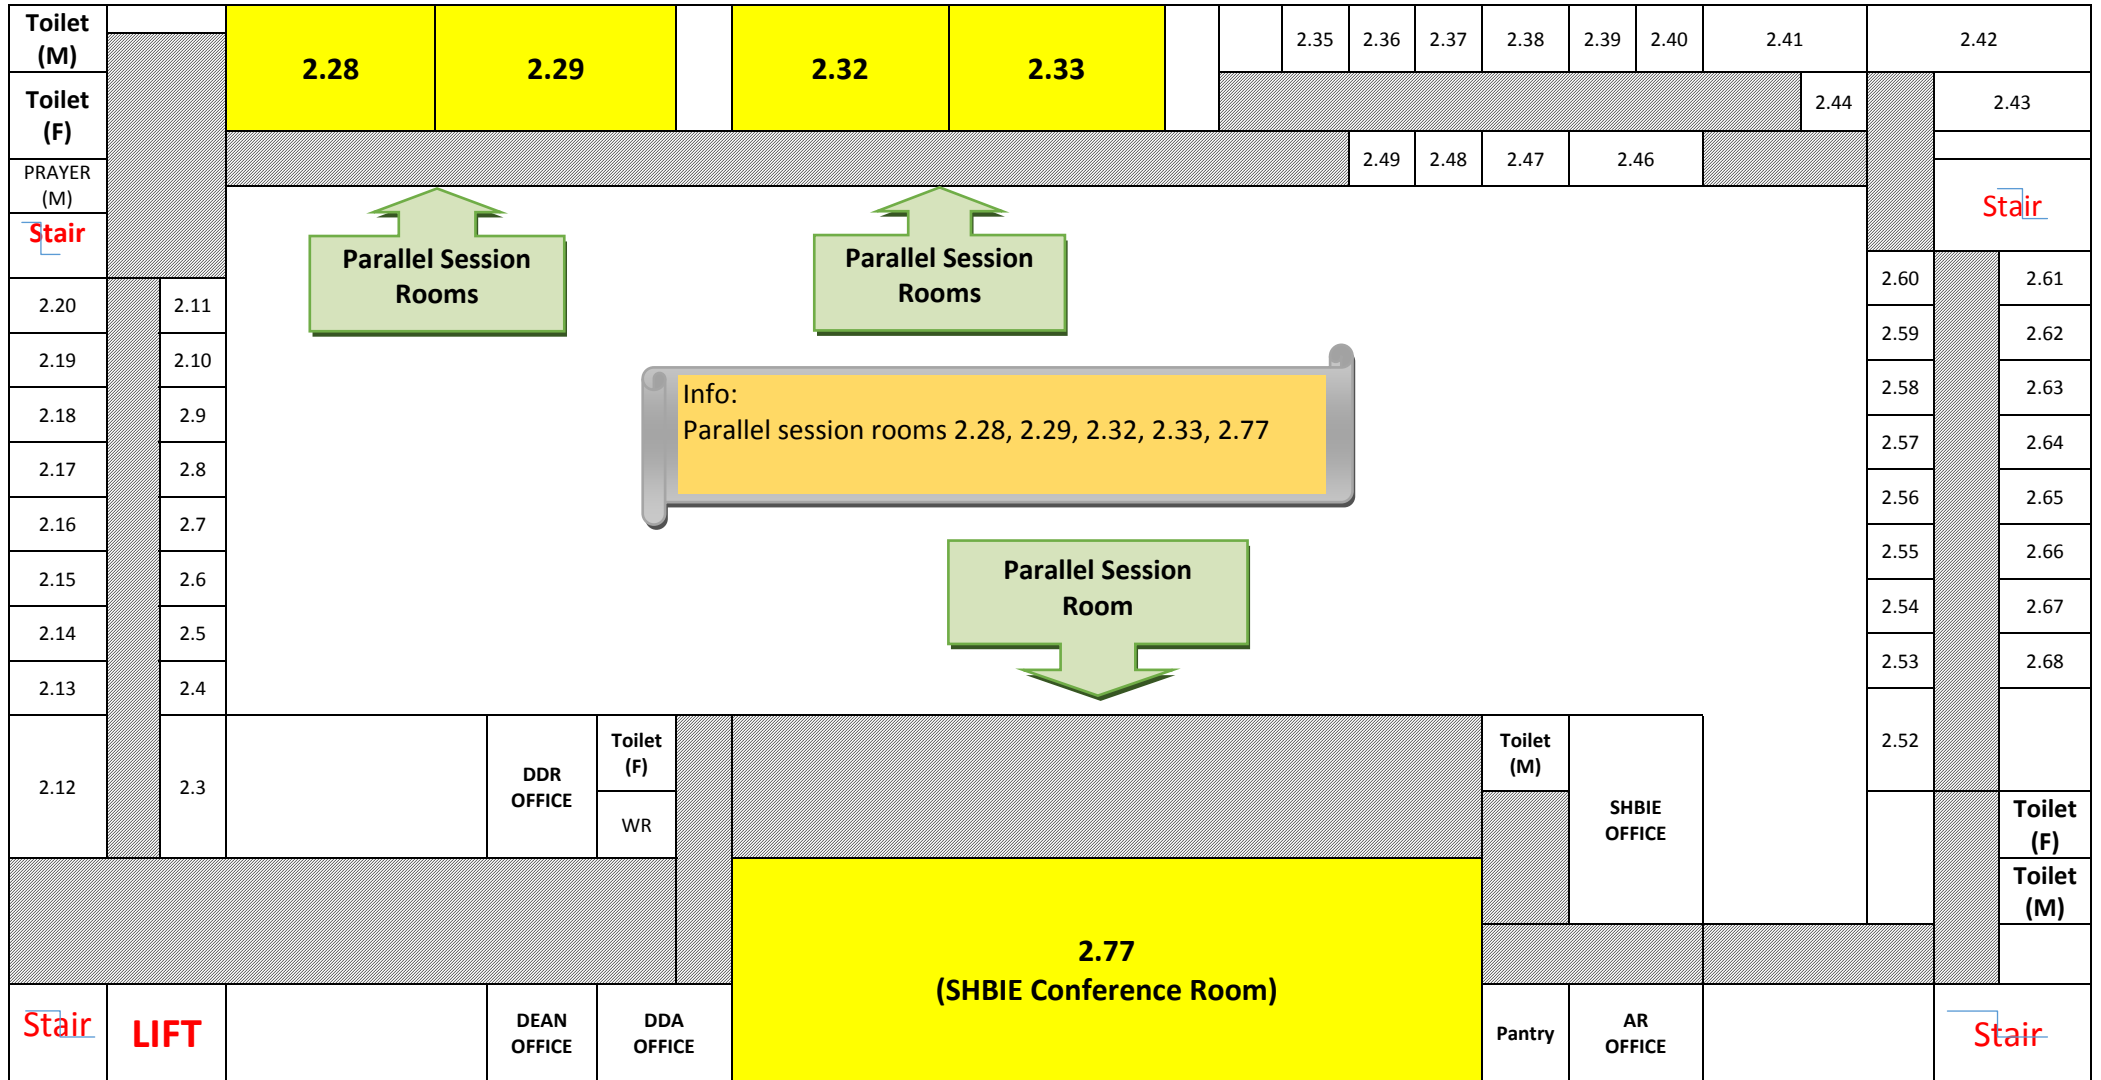 Toilet
(M)
2.28
2.29
2.32
2.33
2.35
2.36
2.37
2.38
2.39
2.40
2.41
2.42
Toilet
(F)
2.44
2.43
PRAYER
(M)
2.49
2.48
2.47
2.46
Stair
Stair
Parallel Session
Rooms
Parallel Session
Rooms
2.20
2.11
2.60
2.61
2.19
2.10
2.59
2.62
2.18
2.9
2.58
2.63
Info:
Parallel session rooms 2.28, 2.29, 2.32, 2.33, 2.77
2.17
2.8
2.57
2.64
2.16
2.7
2.56
2.65
2.15
2.6
2.55
2.66
Parallel Session
Room
2.14
2.5
2.54
2.67
2.13
2.4
2.53
2.68
2.12
2.3
DDR
OFFICE
Toilet
(F)
WR
Toilet
(M)
SHBIE
OFFICE
2.52
Toilet
(F)
Toilet
(M)
2.77
(SHBIE Conference Room)
Stair
LIFT
DEAN
OFFICE
DDA
OFFICE
Pantry
AR
OFFICE
Stair